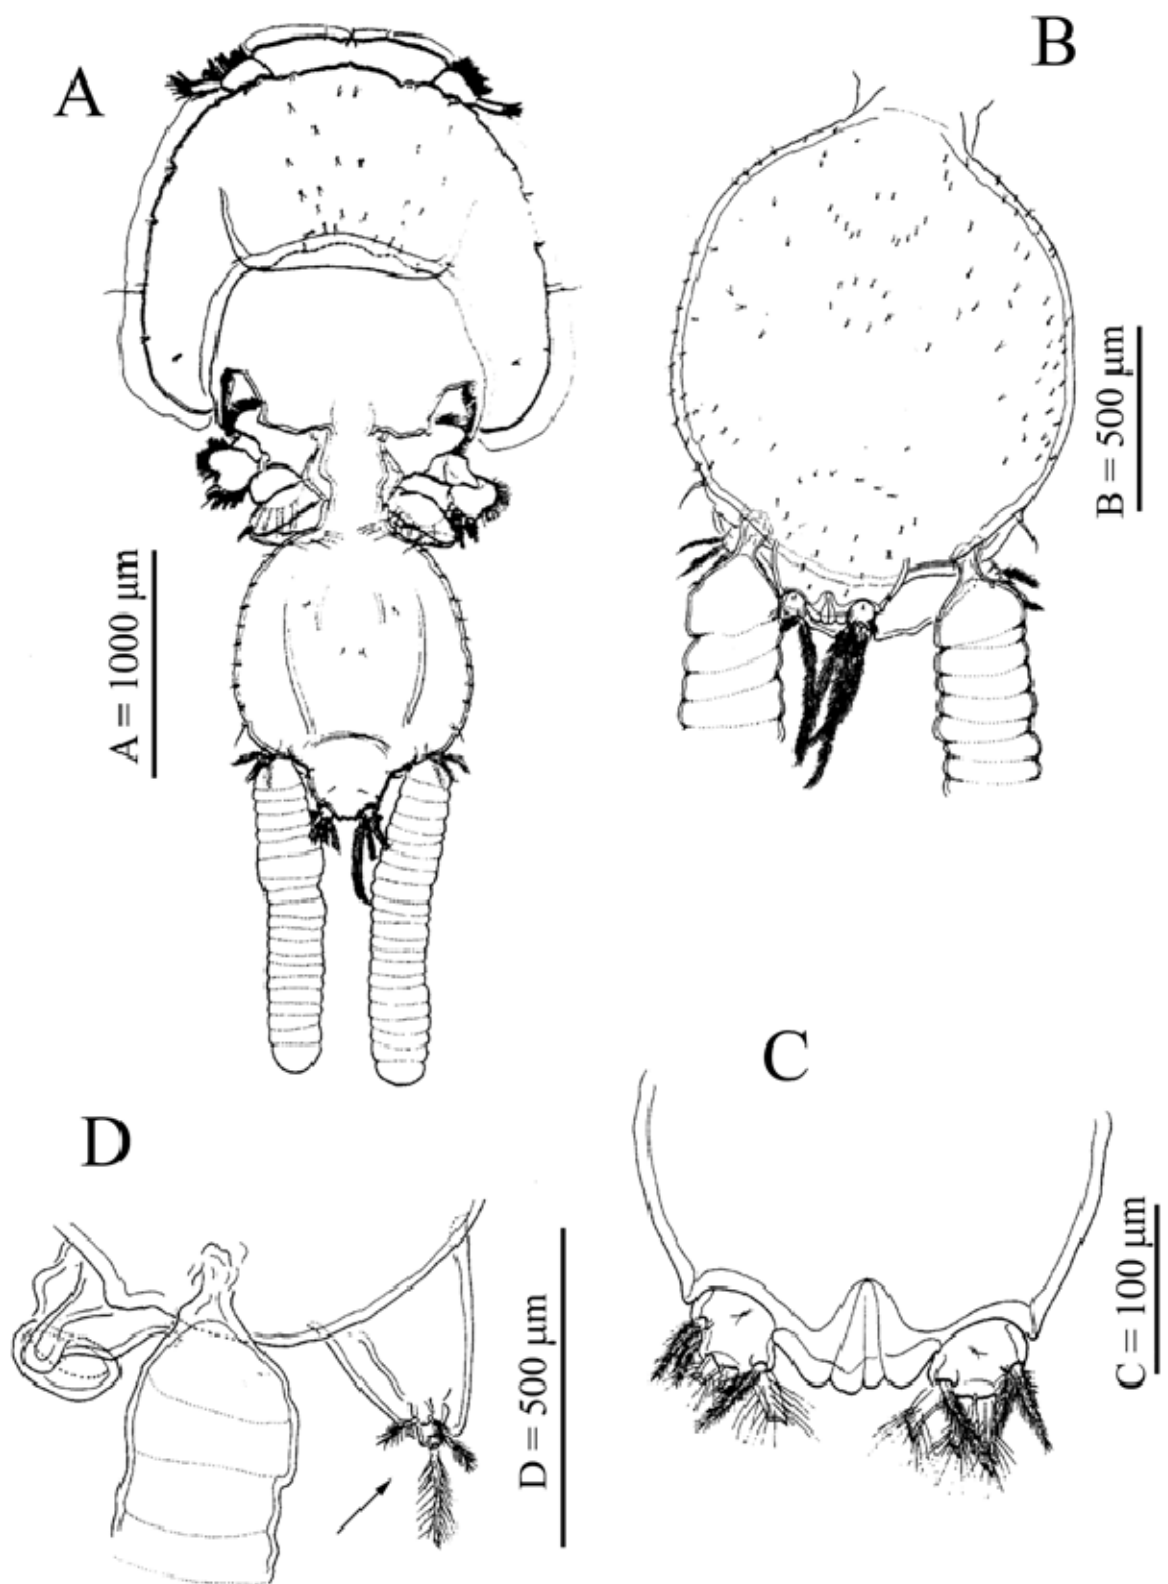 A
B
B = 500 µm
A = 1000 µm
C
D
C = 100 µm
D = 500 µm